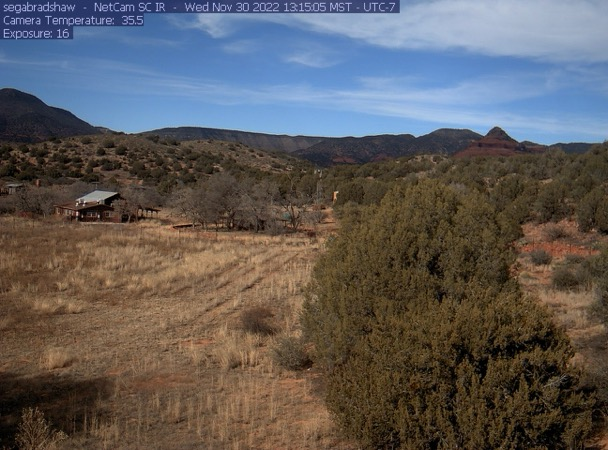 segabradshaw - NetCam SC IR - Wed Nov 30 2022 13:15:05 MST - UTC-7
Camera Temperature: 35.5
Exposure: 16